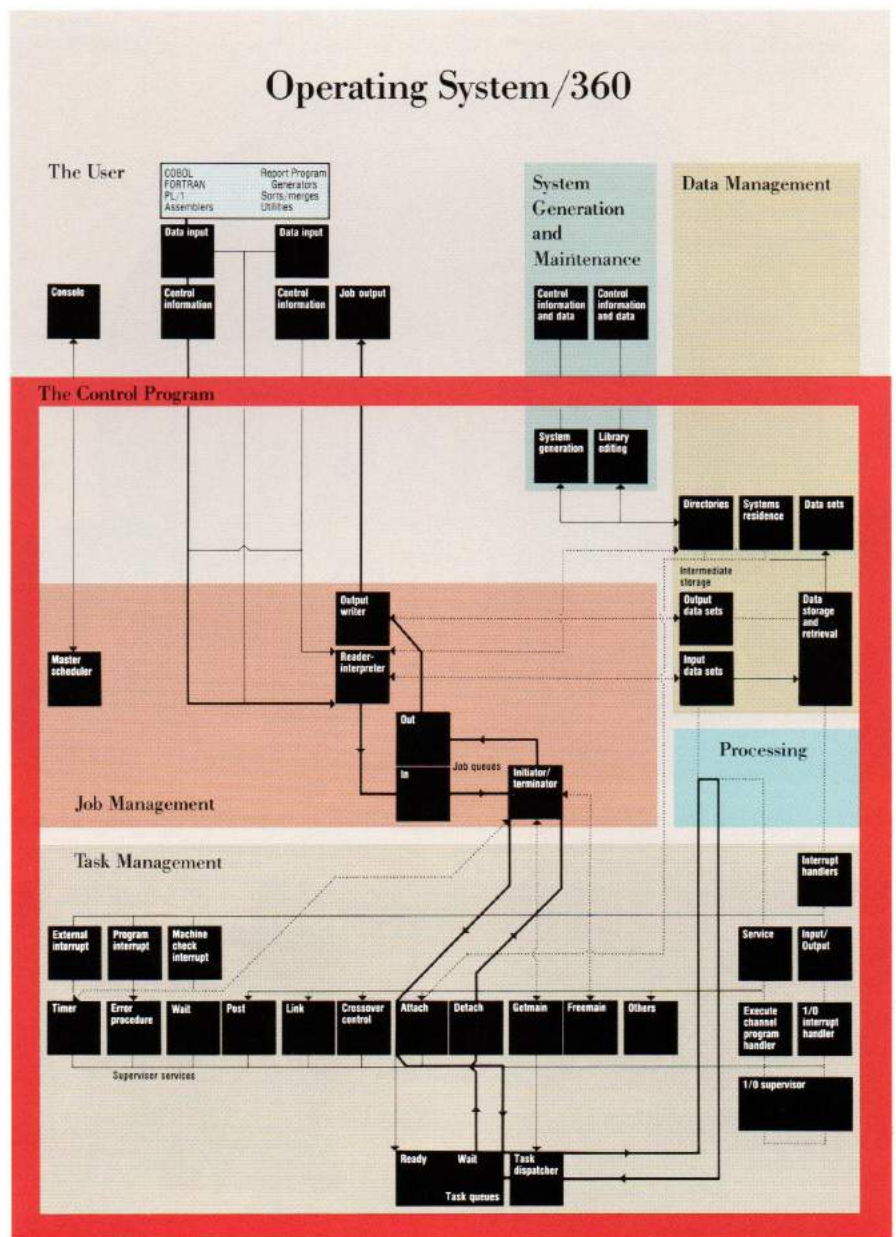 Operating System/360
The User
COBOL
FORTRAN
PL/1
Assemblers
Report Program
Generators
Sorts/merges
Utilities
System
Generation
and
Maintenance
Data Management
Data input
Data input
Console
Control
information
Control
information
Job output
Control
information
and data
Control
information
and data
The Control Program
System
generation
Library
editing
Directories
Systems
residence
Data sets
Intermediate
storage
Output
writer
Output
data sets
Data
storage
and
retrieval
Master
scheduler
Reader-
interpreter
Input
data sets
Out
Job queues
In
Initiator/
terminator
Processing
Job Management
Task Management
Interrupt
handlers
External
interrupt
Program
interrupt
Machine
check
interrupt
Service
Input/
Output
Timer
Error
procedure
Wait
Post
Link
Crossover
control
Attach
Detach
Getmain
Freemain
Others
Execute
channel
program
handler
1/0
interrupt
handler
Supervisor services
1/0 supervisor
Ready
Wait
Task queues
Task
dispatcher